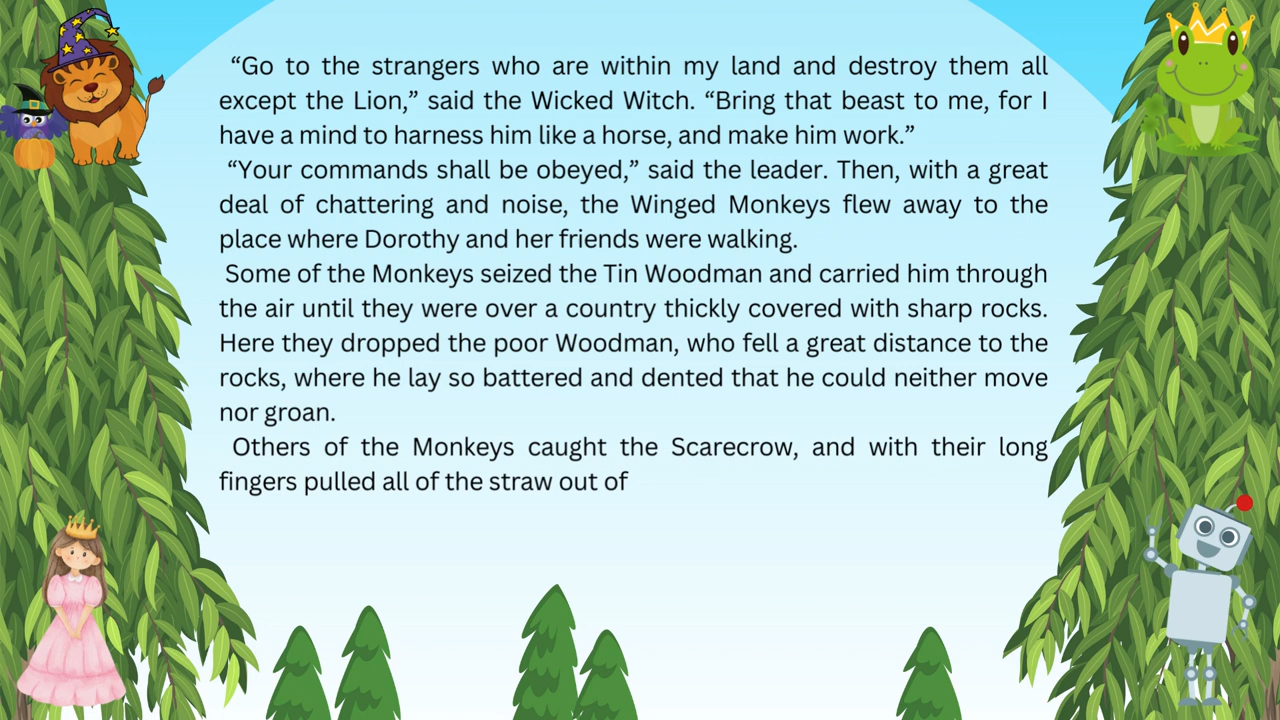 “Go to the strangers who are within my land and destroy them all
except the Lion,” said the Wicked Witch. “Bring that beast to me, for I
have a mind to harness him like a horse, and make him work.”
“Your commands shall be obeyed,” said the leader. Then, with a great
deal of chattering and noise, the Winged Monkeys flew away to the
place where Dorothy and her friends were walking.
Some of the Monkeys seized the Tin Woodman and carried him through
the air until they were over a country thickly covered with sharp rocks.
Here they dropped the poor Woodman, who fell a great distance to the
rocks, where he lay so battered and dented that he could neither move
nor groan.
Others of the Monkeys caught the Scarecrow, and with their long
fingers pulled all of the straw out of